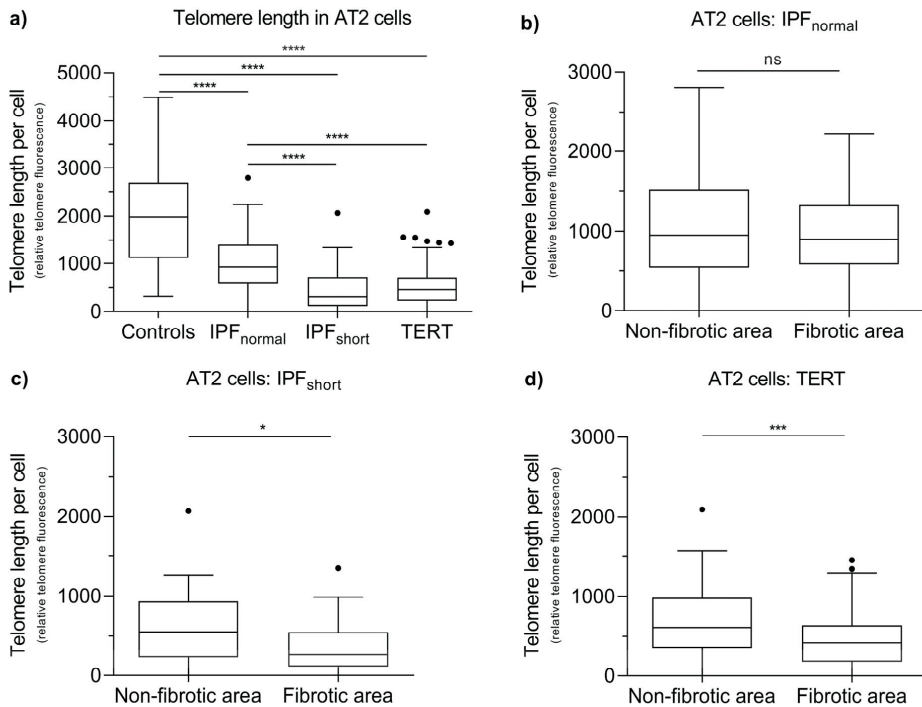 a)
Telomere length in AT2 cells
Telomere length per cell
(relative telomere fluorescence)
5000
4000
3000
2000
1000
0
****
****
****
****
****
Controls
IPFnormal
IPFshort
TERT
b)
AT2 cells: IPFnormal
Telomere length per cell
(relative telomere fluorescence)
3000
2000
1000
0
ns
Non-fibrotic area
Fibrotic area
c)
AT2 cells: IPFshort
Telomere length per cell
(relative telomere fluorescence)
3000
2000
1000
0
*
Non-fibrotic area
Fibrotic area
d)
AT2 cells: TERT
Telomere length per cell
(relative telomere fluorescence)
3000
2000
1000
0
***
Non-fibrotic area
Fibrotic area